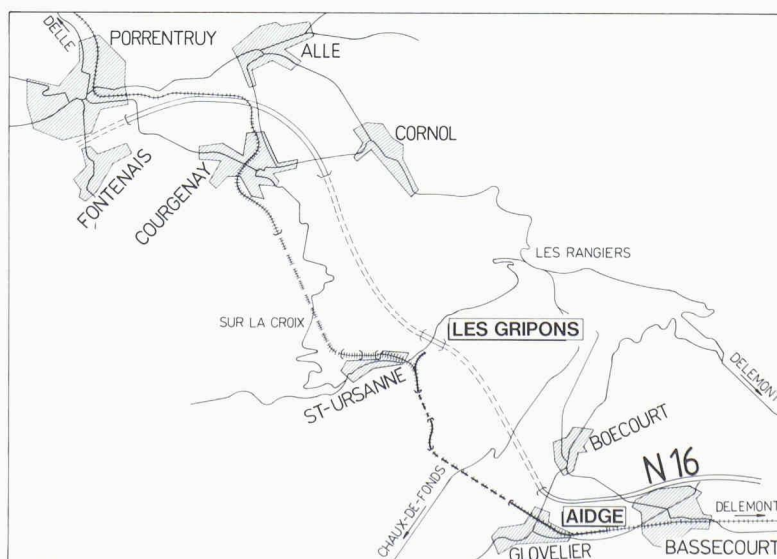 DELLE
PORRENTRUY
ALLE
CORNOL
FONTENAIS
COURGENAY
LES RANGIERS
SUR LA CROIX
LES GRIPONS
ST-URSANNE
DELEMONT
BOECOURT
N 16
CHAUX-DE-FONDS
AIDGE
DELEMONT
GLOVELIER
BASSECOURT